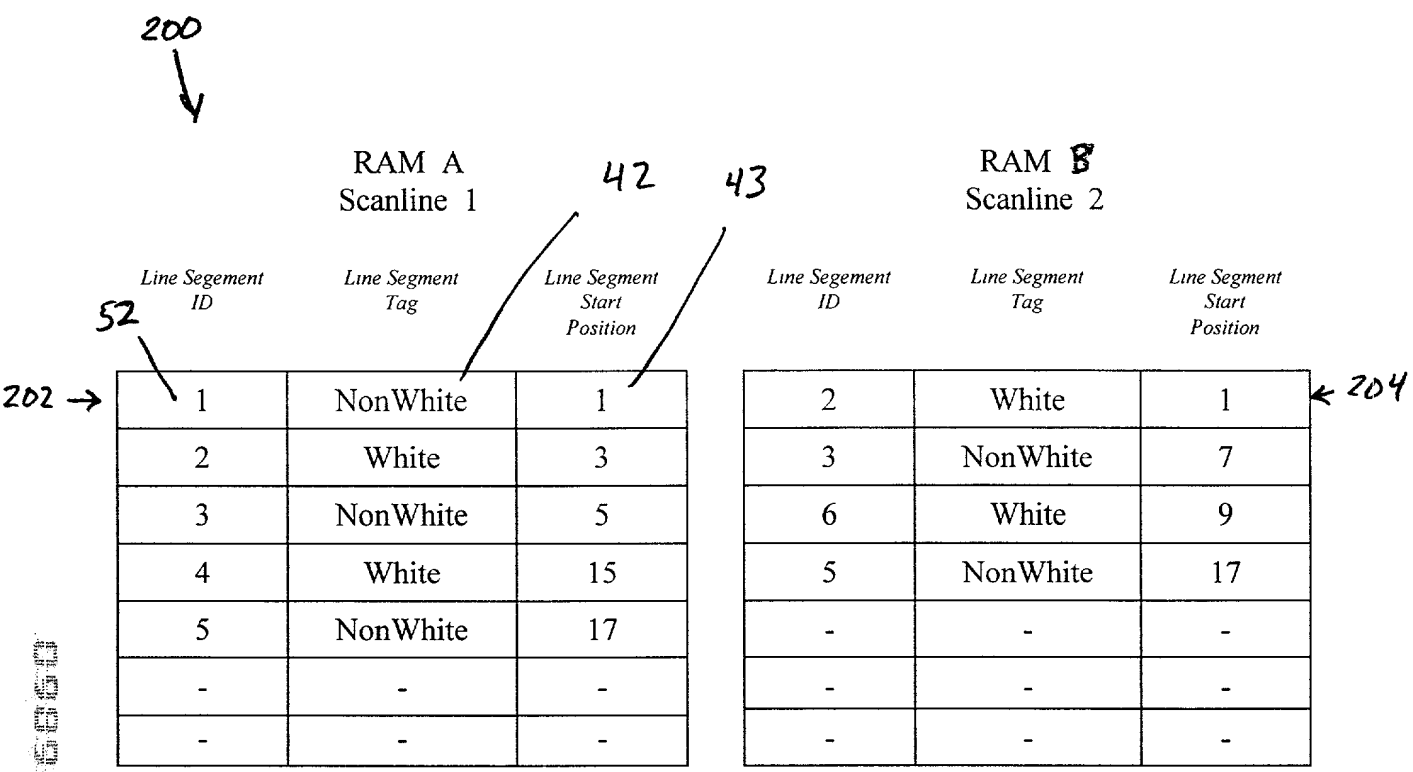 200
RAM A
Scanline 1
42
43
RAM B
Scanline 2
Line Segement ID
Line Segment Tag
Line Segment Start Position
Line Segement ID
Line Segment Tag
Line Segment Start Position
52
202 → 1 NonWhite 1
2 White 3
3 NonWhite 5
4 White 15
5 NonWhite 17
- - -
- - -
2 White 1 ← 204
3 NonWhite 7
6 White 9
5 NonWhite 17
- - -
- - -
- - -